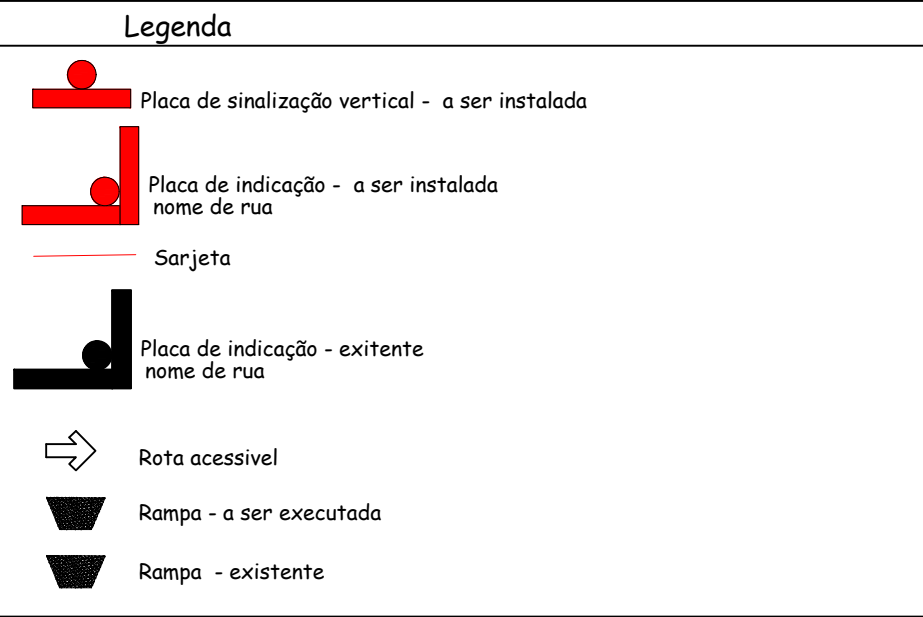 Legenda
Placa de sinalização vertical -  a ser instalada
Placa de indicação -  a ser instalada
nome de rua
Sarjeta
Placa de indicação - exitente
nome de rua
Rota acessivel
Rampa - a ser executada
Rampa  - existente